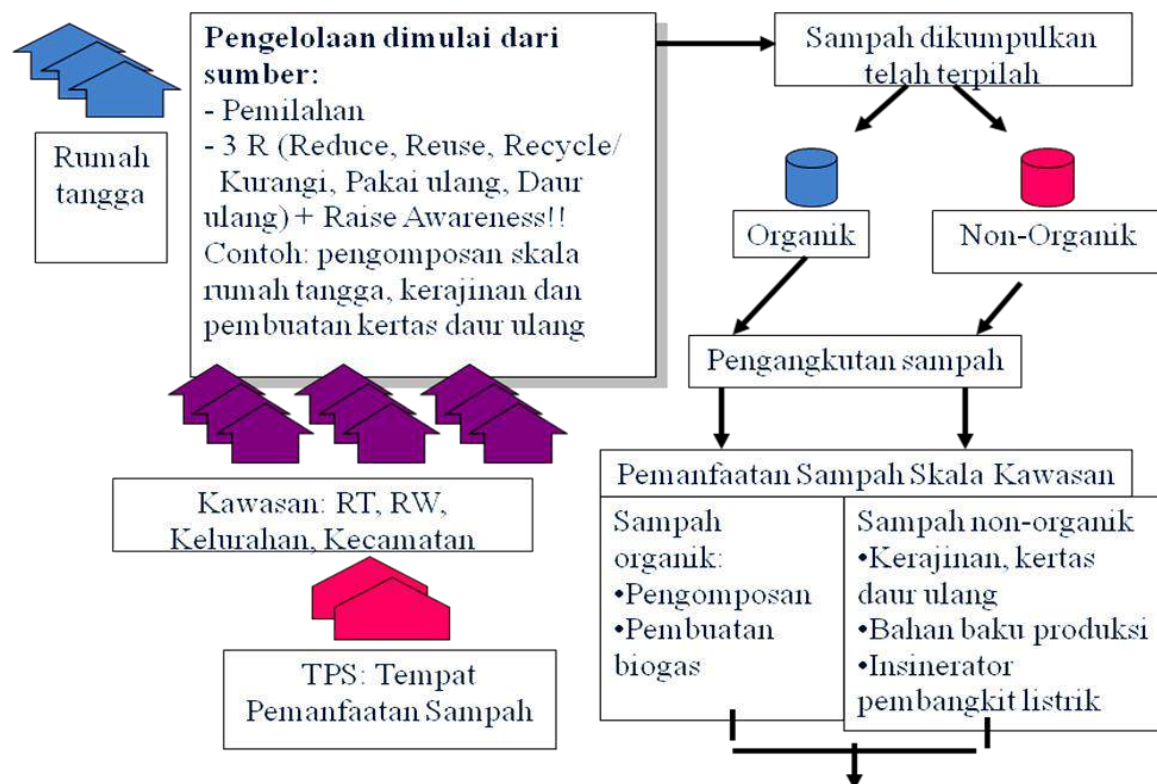 Rumah
tangga
Pengelolaan dimulai dari
sumber:
- Pemilahan
- 3 R (Reduce, Reuse, Recycle/
Kurangi, Pakai ulang, Daur
ulang) + Raise Awareness!!
Contoh: pengomposan skala
rumah tangga, kerajinan dan
pembuatan kertas daur ulang
Sampah dikumpulkan
telah terpilah
Organik
Non-Organik
Pengangkutan sampah
Kawasan: RT, RW,
Kelurahan, Kecamatan
TPS: Tempat
Pemanfaatan Sampah
Pemanfaatan Sampah Skala Kawasan
Sampah
organik:
•Pengomposan
•Pembuatan
biogas
Sampah non-organik
•Kerajinan, kertas
daur ulang
•Bahan baku produksi
•Insinerator
pembangkit listrik